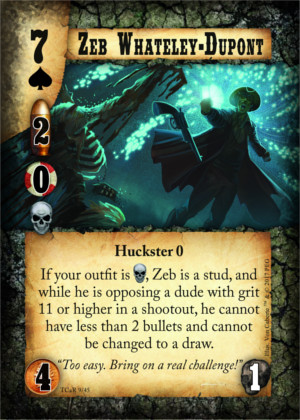 7
ZEB WHATELEY-DUPONT
2
0
Huckster 0
If your outfit is , Zeb is a stud, and
while he is opposing a dude with grit
11 or higher in a shootout, he cannot
have less than 2 bullets and cannot
be changed to a draw.
"Too easy. Bring on a real challenge!"
4
1